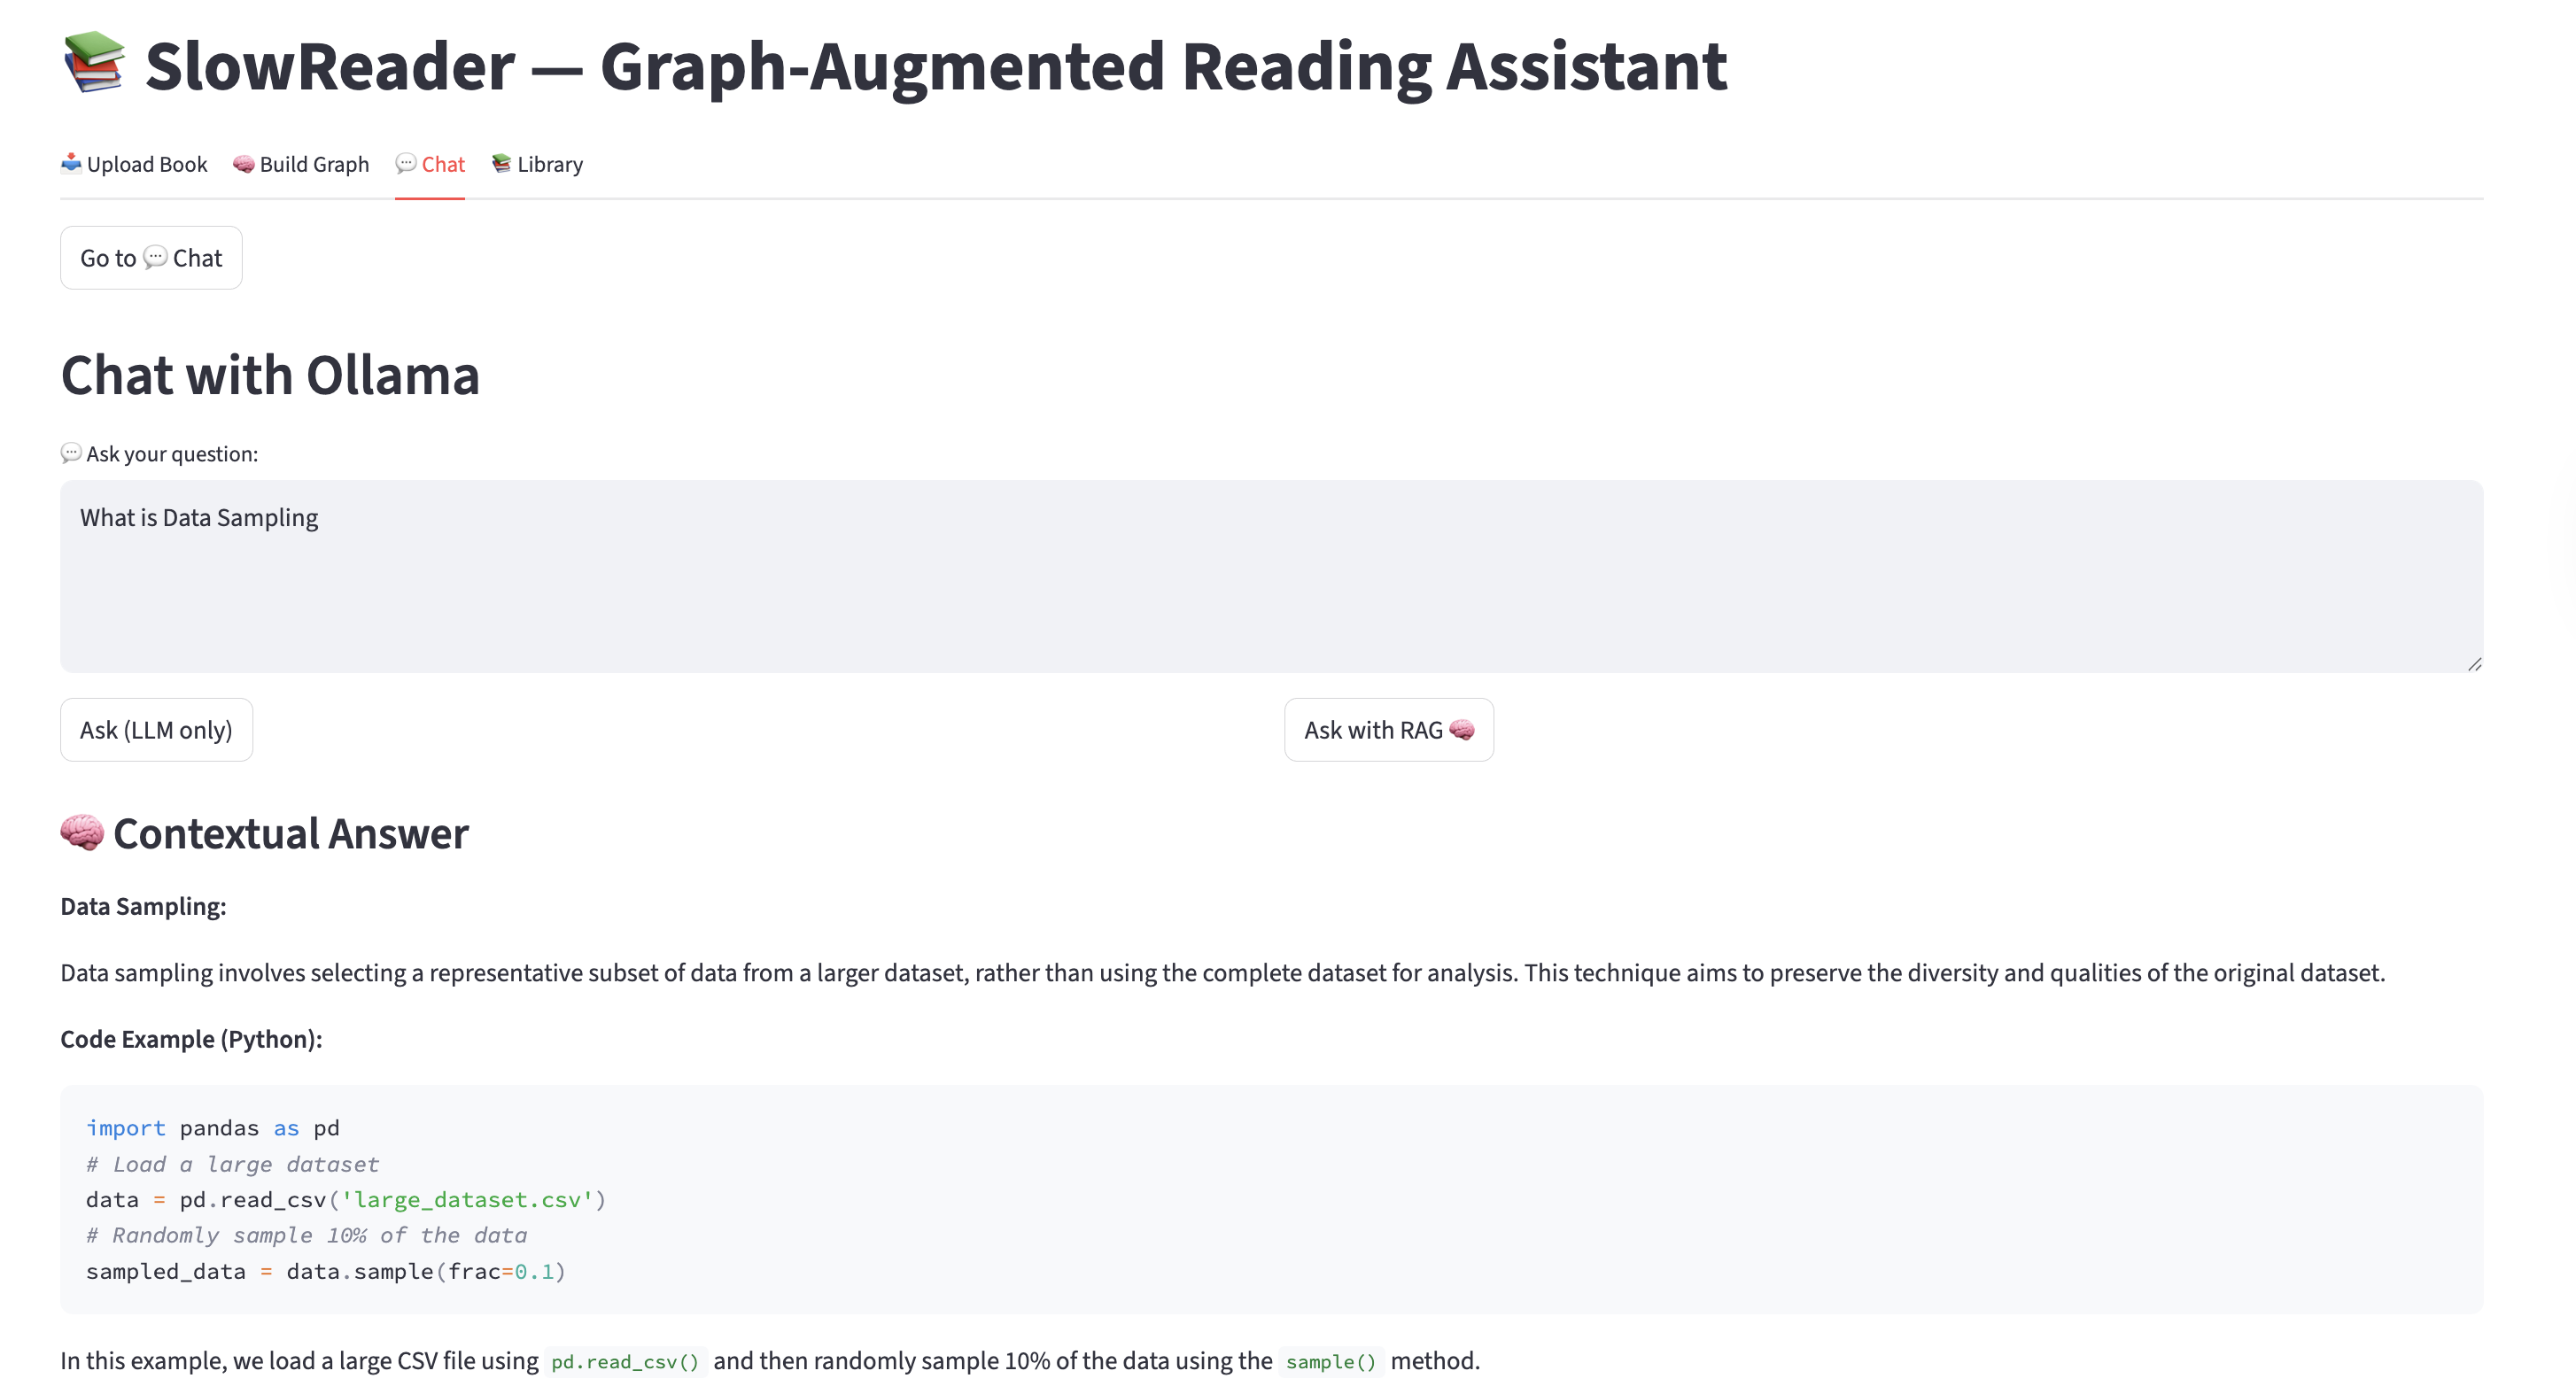 SlowReader — Graph-Augmented Reading Assistant
Upload Book Build Graph Chat Library
Go to Chat
Chat with Ollama
Ask your question:
What is Data Sampling
Ask (LLM only) Ask with RAG
Contextual Answer
Data Sampling:
Data sampling involves selecting a representative subset of data from a larger dataset, rather than using the complete dataset for analysis. This technique aims to preserve the diversity and qualities of the original dataset.
Code Example (Python):
import pandas as pd
# Load a large dataset
data = pd.read_csv('large_dataset.csv')
# Randomly sample 10% of the data
sampled_data = data.sample(frac=0.1)
In this example, we load a large CSV file using pd.read_csv() and then randomly sample 10% of the data using the sample() method.